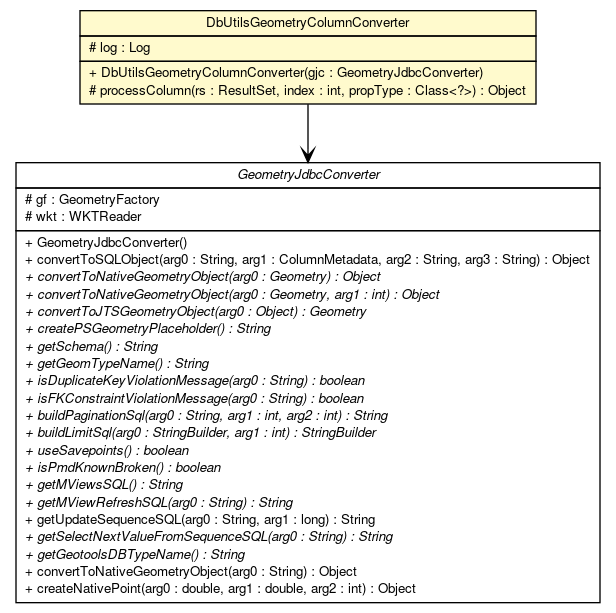 DbUtilsGeometryColumnConverter
# log : Log
+ DbUtilsGeometryColumnConverter(gjc : GeometryJdbcConverter)
# processColumn(rs : ResultSet, index : int, propType : Class<?>) : Object
GeometryJdbcConverter
# gf : GeometryFactory
# wkt : WKTReader
+ GeometryJdbcConverter()
+ convertToSQLObject(arg0 : String, arg1 : ColumnMetadata, arg2 : String, arg3 : String) : Object
+ convertToNativeGeometryObject(arg0 : Geometry) : Object
+ convertToNativeGeometryObject(arg0 : Geometry, arg1 : int) : Object
+ convertToJTSGeometryObject(arg0 : Object) : Geometry
+ createPSGeometryPlaceholder() : String
+ getSchema() : String
+ getGeomTypeName() : String
+ isDuplicateKeyViolationMessage(arg0 : String) : boolean
+ isFKConstraintViolationMessage(arg0 : String) : boolean
+ buildPaginationSql(arg0 : String, arg1 : int, arg2 : int) : String
+ buildLimitSql(arg0 : StringBuilder, arg1 : int) : StringBuilder
+ useSavepoints() : boolean
+ isPmdKnownBroken() : boolean
+ getMViewsSQL() : String
+ getMViewRefreshSQL(arg0 : String) : String
+ getUpdateSequenceSQL(arg0 : String, arg1 : long) : String
+ getSelectNextValueFromSequenceSQL(arg0 : String) : String
+ getGeotoolsDBTypeName() : String
+ convertToNativeGeometryObject(arg0 : String) : Object
+ createNativePoint(arg0 : double, arg1 : double, arg2 : int) : Object